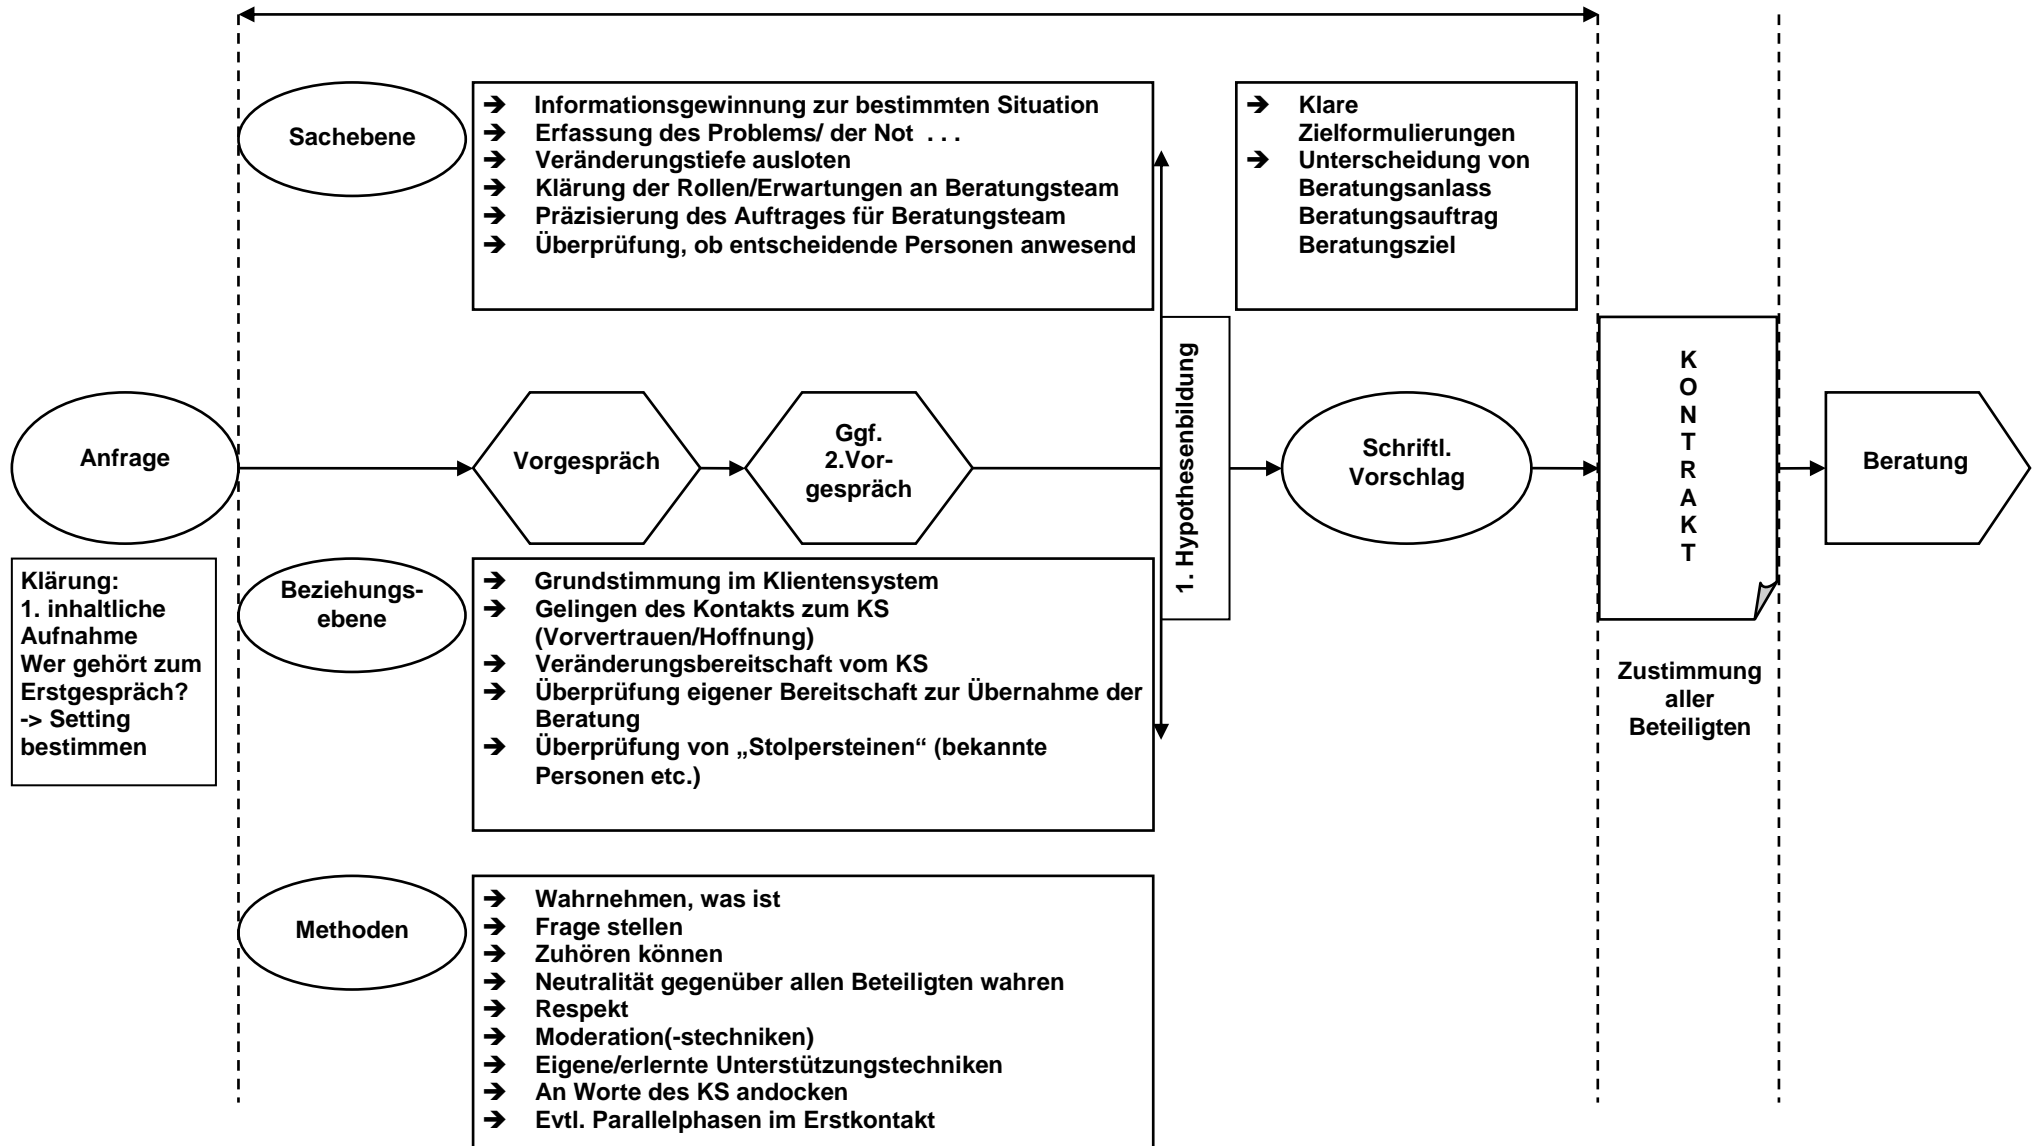 Sachebene
➔ Informationsgewinnung zur bestimmten Situation
➔ Erfassung des Problems/ der Not . . .
➔ Veränderungstiefe ausloten
➔ Klärung der Rollen/Erwartungen an Beratungsteam
➔ Präzisierung des Auftrages für Beratungsteam
➔ Überprüfung, ob entscheidende Personen anwesend
➔ Klare
Zielformulierungen
➔ Unterscheidung von
Beratungsanlass
Beratungsauftrag
Beratungsziel
Anfrage
Vorgespräch
Ggf.
2.Vor-
gespräch
1. Hypothesenbildung
Schriftl.
Vorschlag
K
O
N
T
R
A
K
T
Beratung
Klärung:
1. inhaltliche
Aufnahme
Wer gehört zum
Erstgespräch?
-> Setting
bestimmen
Beziehungs-
ebene
➔ Grundstimmung im Klientensystem
➔ Gelingen des Kontakts zum KS
(Vorvertrauen/Hoffnung)
➔ Veränderungsbereitschaft vom KS
➔ Überprüfung eigener Bereitschaft zur Übernahme der
Beratung
➔ Überprüfung von „Stolpersteinen“ (bekannte
Personen etc.)
Zustimmung
aller
Beteiligten
Methoden
➔ Wahrnehmen, was ist
➔ Frage stellen
➔ Zuhören können
➔ Neutralität gegenüber allen Beteiligten wahren
➔ Respekt
➔ Moderation(-stechniken)
➔ Eigene/erlernte Unterstützungstechniken
➔ An Worte des KS andocken
➔ Evtl. Parallelphasen im Erstkontakt